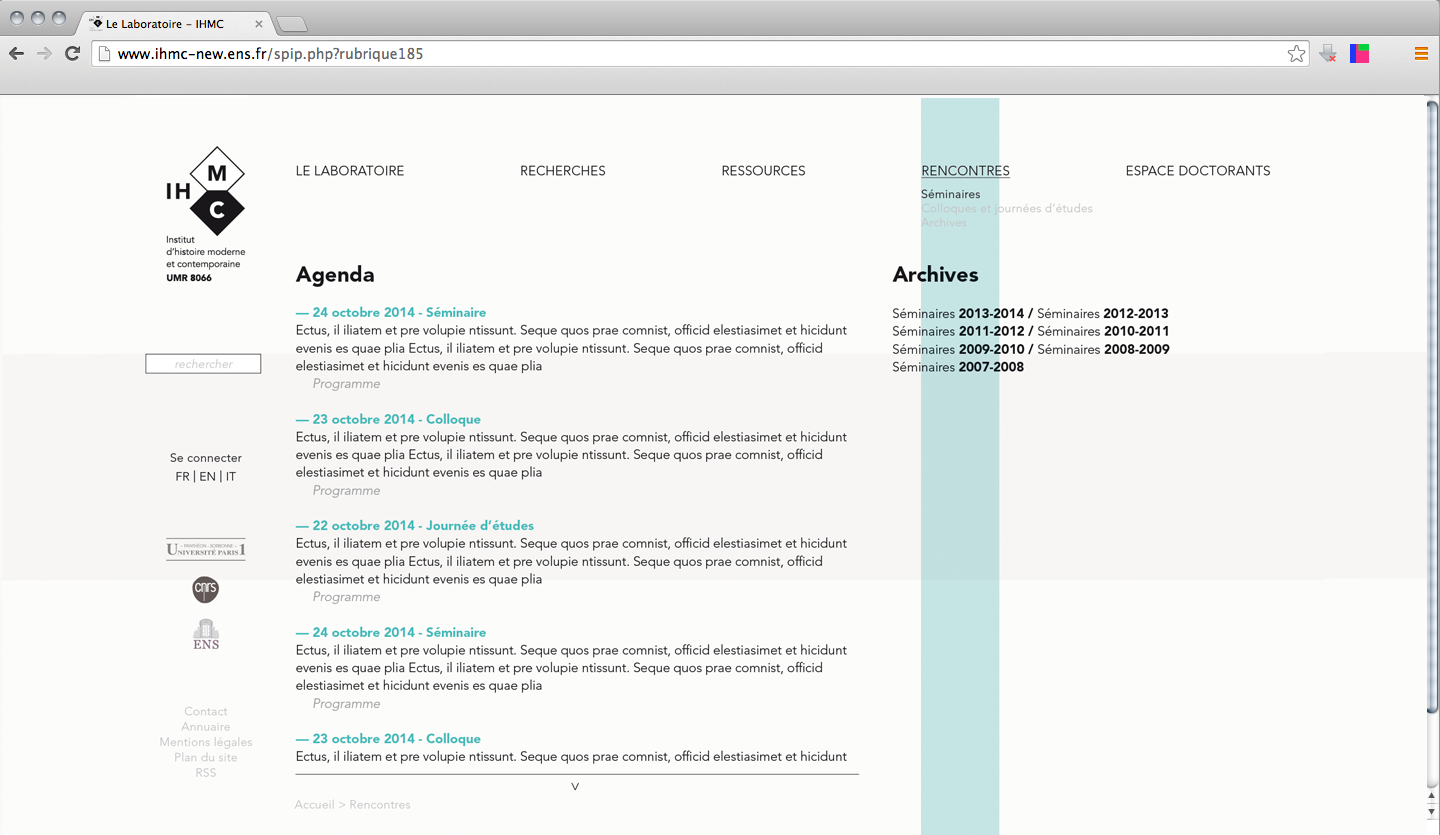 Le Laboratoire – IHMC
www.ihmc-new.ens.fr/spip.php?rubrique185
IH M C
Institut
d'histoire moderne
et contemporaine
UMR 8066
LE LABORATOIRE RECHERCHES RESSOURCES RENCONTRES ESPACE DOCTORANTS
Séminaires
Colloques et journées d'études
Archives
rechercher
Se connecter
FR | EN | IT
– PANTHÉON - SORBONNE –
UNIVERSITÉ PARIS 1
cnrs
ENS
Contact
Annuaire
Mentions légales
Plan du site
RSS
Agenda
— 24 octobre 2014 - Séminaire
Ectus, il iliatem et pre volupie ntissunt. Seque quos prae comnist, officid elestiasimet et hicidunt
evenis es quae plia Ectus, il iliatem et pre volupie ntissunt. Seque quos prae comnist, officid
elestiasimet et hicidunt evenis es quae plia
Programme
— 23 octobre 2014 - Colloque
Ectus, il iliatem et pre volupie ntissunt. Seque quos prae comnist, officid elestiasimet et hicidunt
evenis es quae plia Ectus, il iliatem et pre volupie ntissunt. Seque quos prae comnist, officid
elestiasimet et hicidunt evenis es quae plia
Programme
— 22 octobre 2014 - Journée d'études
Ectus, il iliatem et pre volupie ntissunt. Seque quos prae comnist, officid elestiasimet et hicidunt
evenis es quae plia Ectus, il iliatem et pre volupie ntissunt. Seque quos prae comnist, officid
elestiasimet et hicidunt evenis es quae plia
Programme
— 24 octobre 2014 - Séminaire
Ectus, il iliatem et pre volupie ntissunt. Seque quos prae comnist, officid elestiasimet et hicidunt
evenis es quae plia Ectus, il iliatem et pre volupie ntissunt. Seque quos prae comnist, officid
elestiasimet et hicidunt evenis es quae plia
Programme
— 23 octobre 2014 - Colloque
Ectus, il iliatem et pre volupie ntissunt. Seque quos prae comnist, officid elestiasimet et hicidunt
v
Accueil > Rencontres
Archives
Séminaires 2013-2014 / Séminaires 2012-2013
Séminaires 2011-2012 / Séminaires 2010-2011
Séminaires 2009-2010 / Séminaires 2008-2009
Séminaires 2007-2008